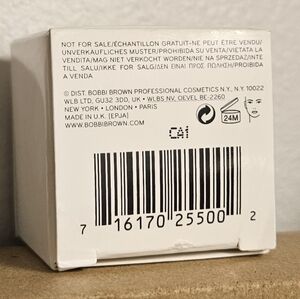 NOT FOR SALE/ÉCHANTILLON GRATUIT-NE PEUT ÊTRE VENDU/
UNVERKAUFLICHES MUSTER/PROHIBIDA SU VENTA/VIETATA LA
VENDITA/MAG NIET VERKOCHT WORDEN/NIE NA SPRZEDAŻ/INTE
TILL SALU/IKKE FOR SALG/ΔΕΝ ΕΙΝΑΙ ΠΡΟΣ ΠΩΛΗΣΗ/PROIBIDA
A VENDA
⊖ DIST. BOBBI BROWN PROFESSIONAL COSMETICS N.Y., N.Y. 10022
WLB LTD, GU32 3DD, UK • WLBS NV, OEVEL BE-2260
NEW YORK • LONDON • PARIS
MADE IN U.K. [EPJA]
WWW.BOBBIBROWN.COM
24M
CA1
7 16170 25500 2